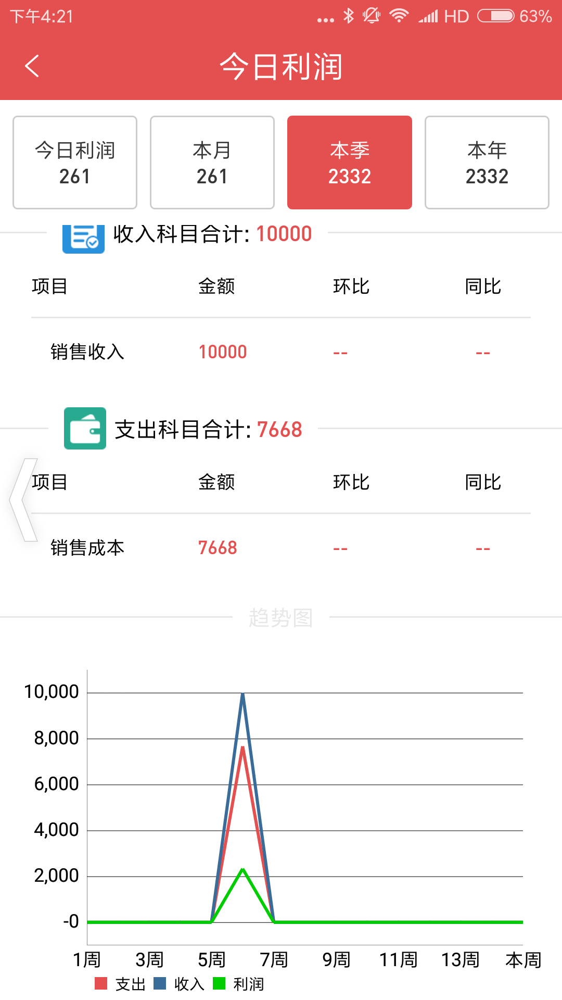 下午4:21 ... HD 63%
今日利润
今日利润 本月 本季 本年
261 261 2332 2332
收入科目合计: 10000
项目 金额 环比 同比
销售收入 10000 -- --
支出科目合计: 7668
项目 金额 环比 同比
销售成本 7668 -- --
趋势图
10,000
8,000
6,000
4,000
2,000
-0
1周 3周 5周 7周 9周 11周 13周 本周
支出 收入 利润